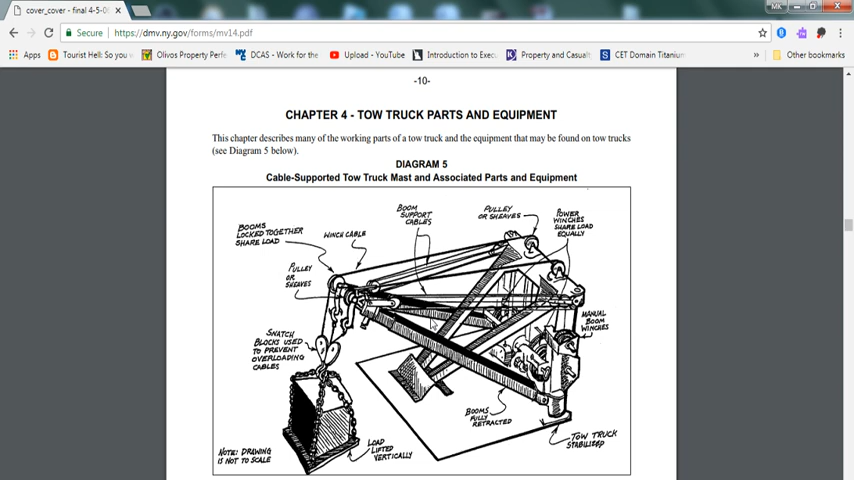 cover_cover - final 4-5-0
MK
Secure
https://dmv.ny.gov/forms/mv14.pdf
Apps
Tourist Hell: So you w
Olivos Property Perfe
DCAS - Work for the
Upload - YouTube
Introduction to Execu
Property and Casualty
CET Domain Titanium
»
Other bookmarks
-10-
CHAPTER 4 - TOW TRUCK PARTS AND EQUIPMENT
This chapter describes many of the working parts of a tow truck and the equipment that may be found on tow trucks
(see Diagram 5 below).
DIAGRAM 5
Cable-Supported Tow Truck Mast and Associated Parts and Equipment
BOOMS
LOCKED TOGETHER
SHARE LOAD
WINCH CABLE
BOOM
SUPPORT
CABLES
PULLEY
OR SHEAVES
POWER
WINCHES
SHARE LOAD
EQUALLY
PULLEY
OR
SHEAVES
MANUAL
BOOM
WINCHES
SNATCH
BLOCKS USED
TO PREVENT
OVERLOADING
CABLES
BOOMS
FULLY
RETRACTED
TOW TRUCK
STABILIZED
LOAD
LIFTED
VERTICALLY
NOTE: DRAWING
IS NOT TO SCALE